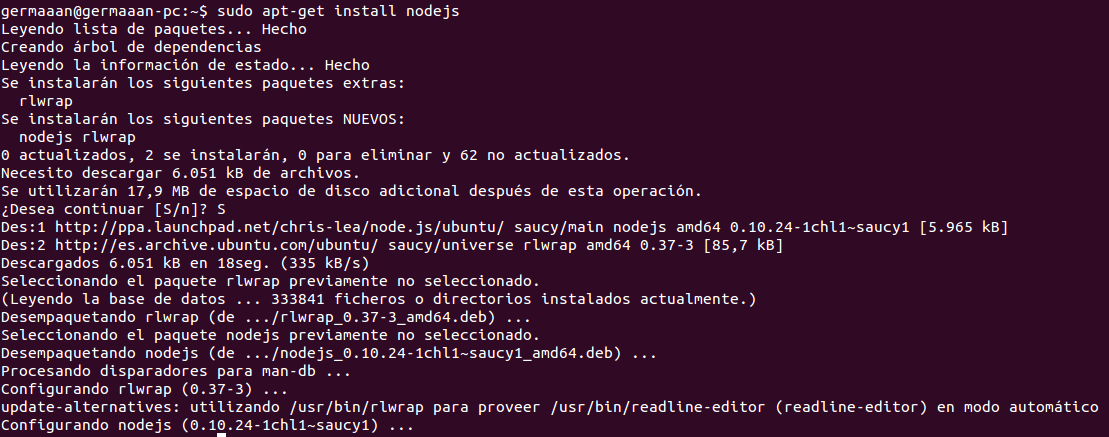 germaaan@germaaan-pc:~$ sudo apt-get install nodejs
Leyendo lista de paquetes... Hecho
Creando árbol de dependencias
Leyendo la información de estado... Hecho
Se instalarán los siguientes paquetes extras:
  rlwrap
Se instalarán los siguientes paquetes NUEVOS:
  nodejs rlwrap
0 actualizados, 2 se instalarán, 0 para eliminar y 62 no actualizados.
Necesito descargar 6.051 kB de archivos.
Se utilizarán 17,9 MB de espacio de disco adicional después de esta operación.
¿Desea continuar [S/n]? S
Des:1 http://ppa.launchpad.net/chris-lea/node.js/ubuntu/ saucy/main nodejs amd64 0.10.24-1chl1~saucy1 [5.965 kB]
Des:2 http://es.archive.ubuntu.com/ubuntu/ saucy/universe rlwrap amd64 0.37-3 [85,7 kB]
Descargados 6.051 kB en 18seg. (335 kB/s)
Seleccionando el paquete rlwrap previamente no seleccionado.
(Leyendo la base de datos ... 333841 ficheros o directorios instalados actualmente.)
Desempaquetando rlwrap (de .../rlwrap_0.37-3_amd64.deb) ...
Seleccionando el paquete nodejs previamente no seleccionado.
Desempaquetando nodejs (de .../nodejs_0.10.24-1chl1~saucy1_amd64.deb) ...
Procesando disparadores para man-db ...
Configurando rlwrap (0.37-3) ...
update-alternatives: utilizando /usr/bin/rlwrap para proveer /usr/bin/readline-editor (readline-editor) en modo automático
Configurando nodejs (0.10.24-1chl1~saucy1) ...